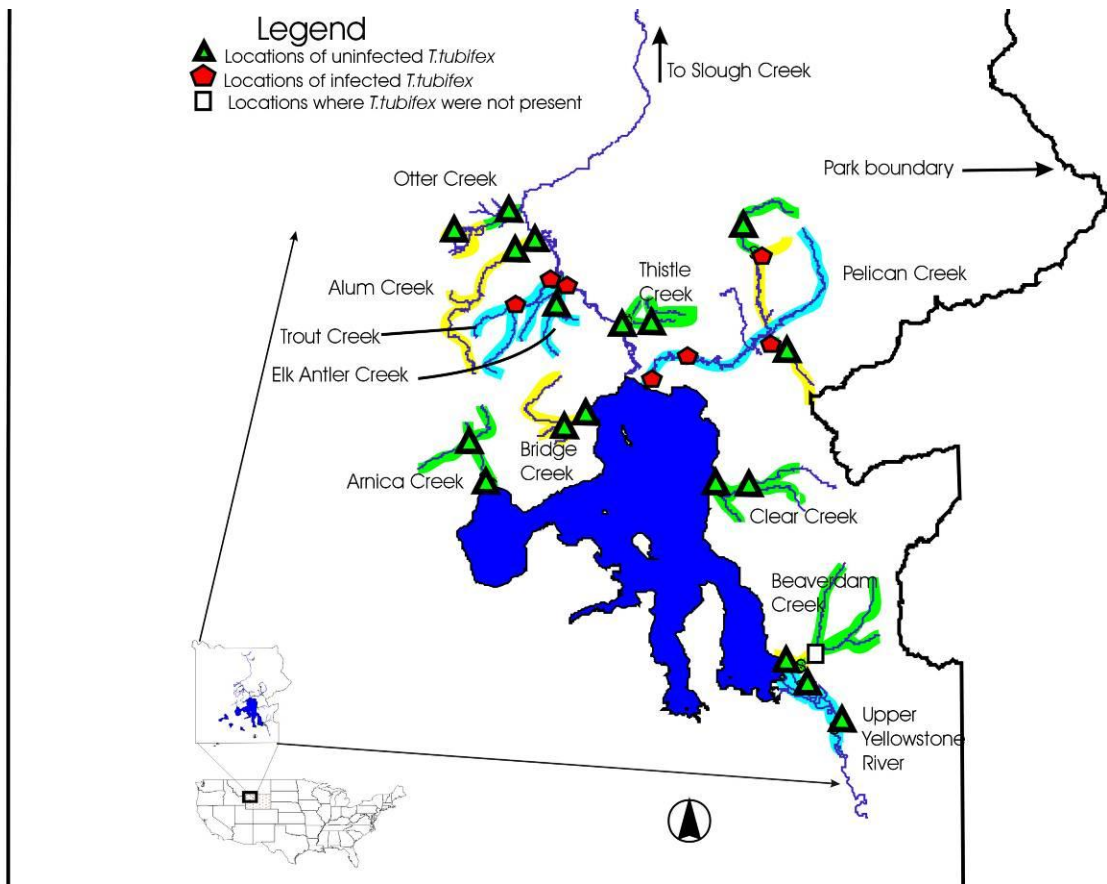 Legend
Locations of uninfected T.tubifex
Locations of infected T.tubifex
Locations where T.tubifex were not present
To Slough Creek
Park boundary
Otter Creek
Alum Creek
Thistle
Creek
Pelican Creek
Trout Creek
Elk Antler Creek
Bridge
Creek
Arnica Creek
Clear Creek
Beaverdam
Creek
Upper
Yellowstone
River